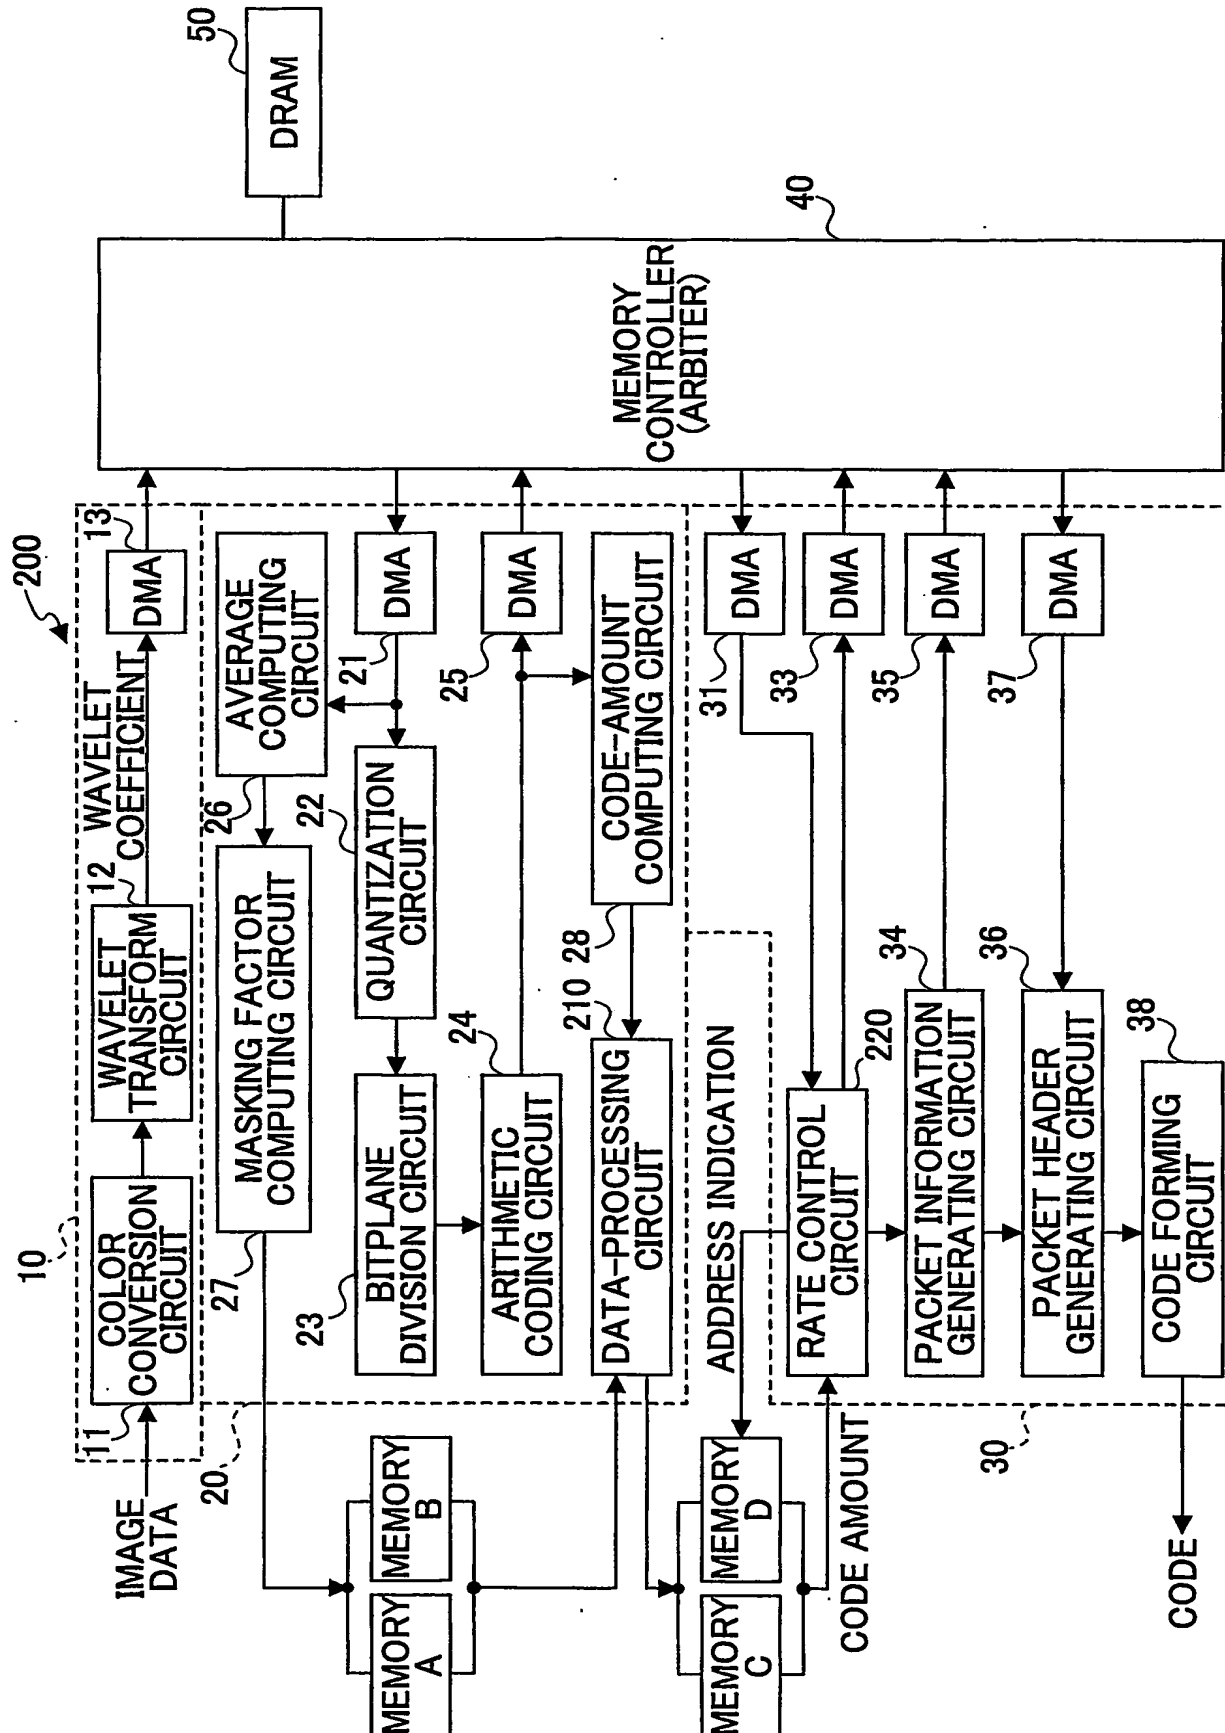 200
50
DRAM
10
IMAGE
DATA
11
COLOR
CONVERSION
CIRCUIT
12
WAVELET
TRANSFORM
CIRCUIT
WAVELET
COEFFICIENT
13
DMA
MEMORY
CONTROLLER
(ARBITER)
40
20
27
MASKING FACTOR
COMPUTING CIRCUIT
26
AVERAGE
COMPUTING
CIRCUIT
23
BITPLANE
DIVISION CIRCUIT
22
QUANTIZATION
CIRCUIT
21
DMA
MEMORY
A
MEMORY
B
24
ARITHMETIC
CODING CIRCUIT
25
DMA
210
DATA-PROCESSING
CIRCUIT
28
CODE-AMOUNT
COMPUTING CIRCUIT
MEMORY
C
MEMORY
D
ADDRESS INDICATION
CODE AMOUNT
31
DMA
220
RATE CONTROL
CIRCUIT
33
DMA
34
PACKET INFORMATION
GENERATING CIRCUIT
35
DMA
30
36
PACKET HEADER
GENERATING CIRCUIT
37
DMA
38
CODE FORMING
CIRCUIT
CODE